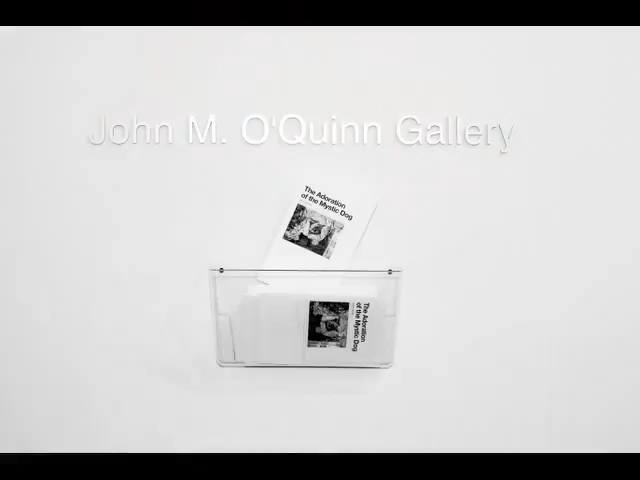 John M. O'Quinn Gallery
The Adoration
of the Mystic Dog
The Adoration
of the Mystic Dog